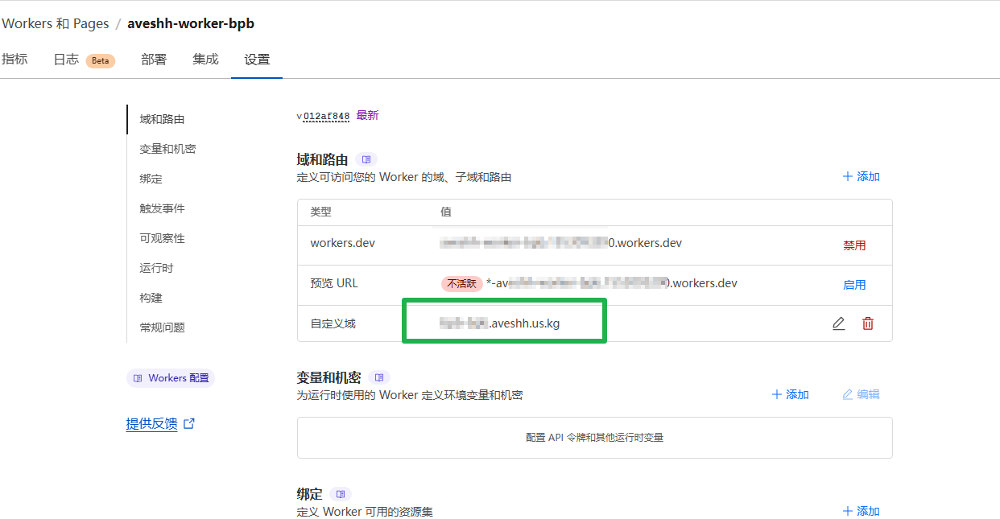 Workers 和 Pages / aveshh-worker-bpb
指标 日志 Beta 部署 集成 设置
域和路由
变量和机密
绑定
触发事件
可观察性
运行时
构建
常规问题
Workers 配置
提供反馈
v012af848 最新
域和路由
定义可访问您的 Worker 的域、子域和路由 添加
类型 值
workers.dev 0.workers.dev 禁用
预览 URL 不活跃 *-av .workers.dev 启用
自定义域 .aveshh.us.kg
变量和机密
为运行时使用的 Worker 定义环境变量和机密 添加 编辑
配置 API 令牌和其他运行时变量
绑定
定义 Worker 可用的资源集 添加